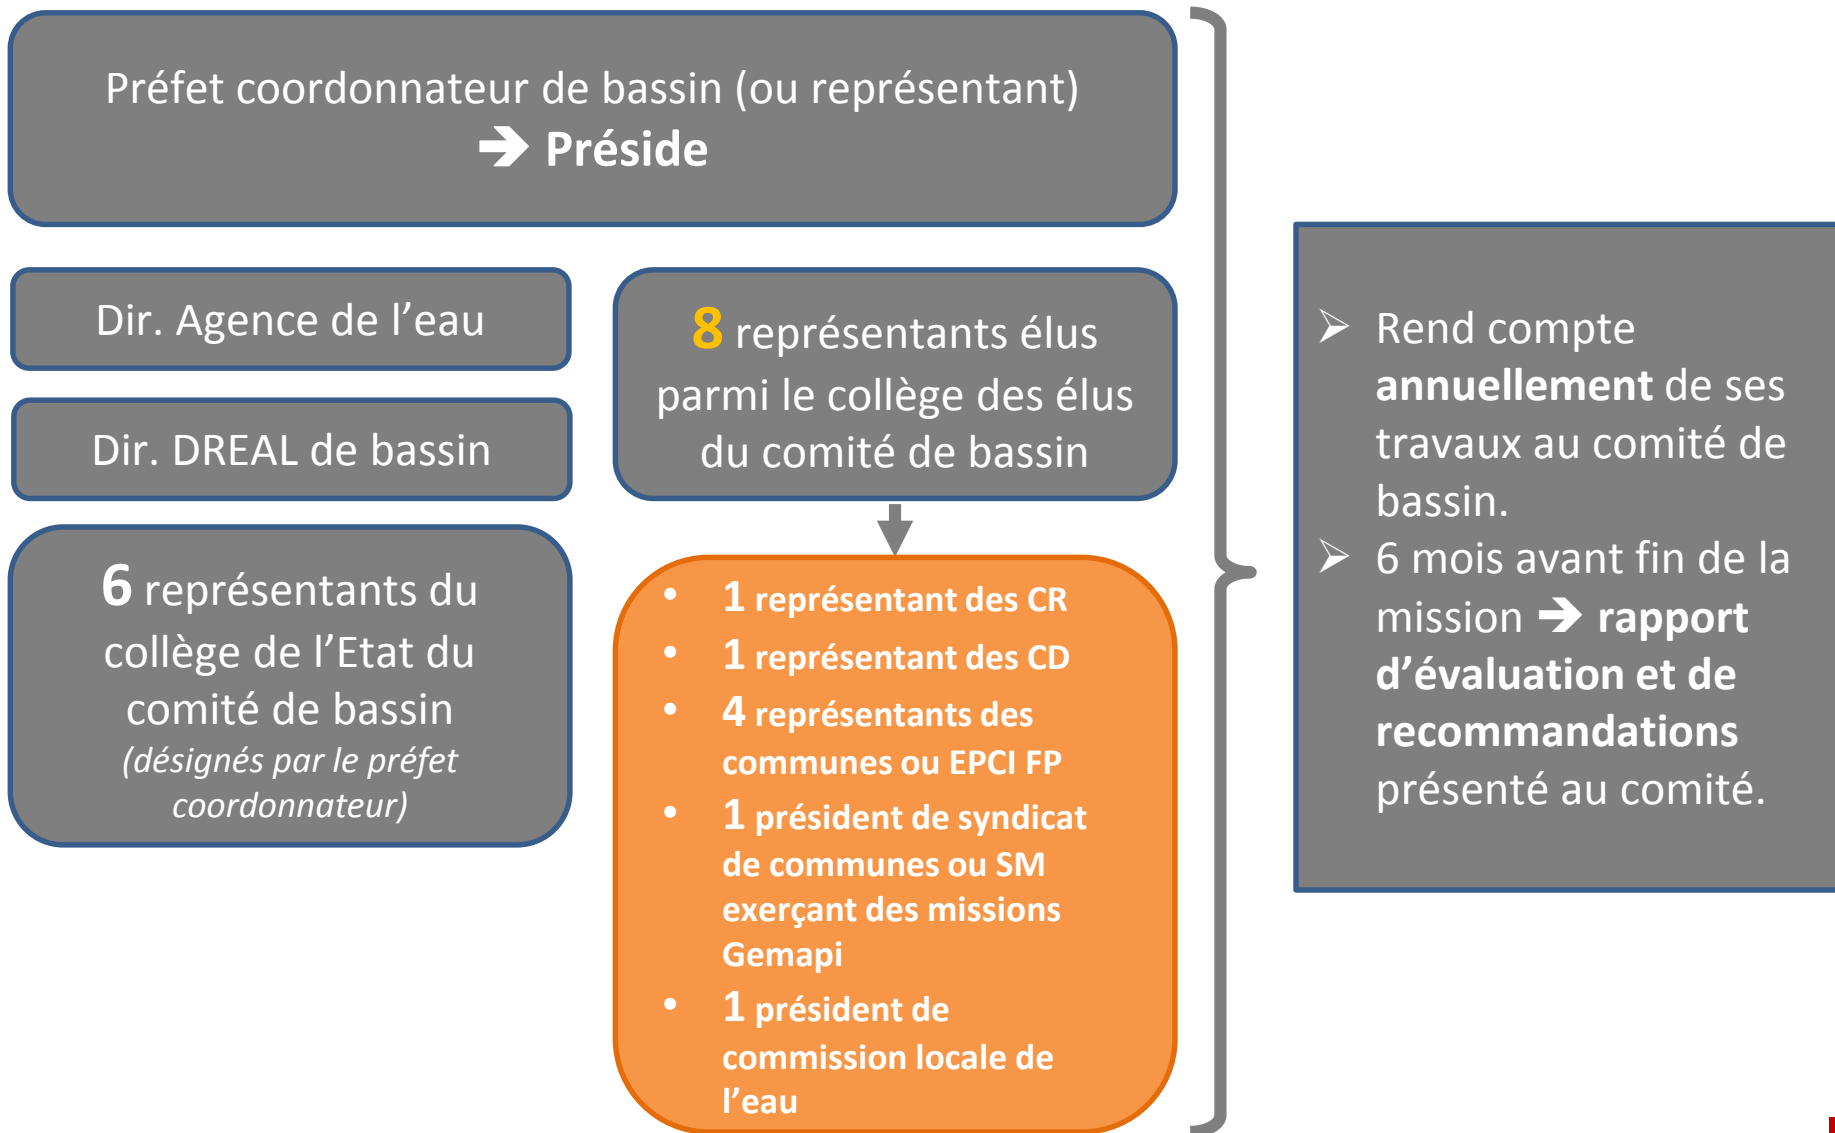 Préfet coordonnateur de bassin (ou représentant)
➔ Préside
Dir. Agence de l’eau
Dir. DREAL de bassin
6 représentants du
collège de l’Etat du
comité de bassin
(désignés par le préfet
coordonnateur)
8 représentants élus
parmi le collège des élus
du comité de bassin
• 1 représentant des CR
• 1 représentant des CD
• 4 représentants des
communes ou EPCI FP
• 1 président de syndicat
de communes ou SM
exerçant des missions
Gemapi
• 1 président de
commission locale de
l’eau
➢ Rend compte
annuellement de ses
travaux au comité de
bassin.
➢ 6 mois avant fin de la
mission ➔ rapport
d’évaluation et de
recommandations
présenté au comité.